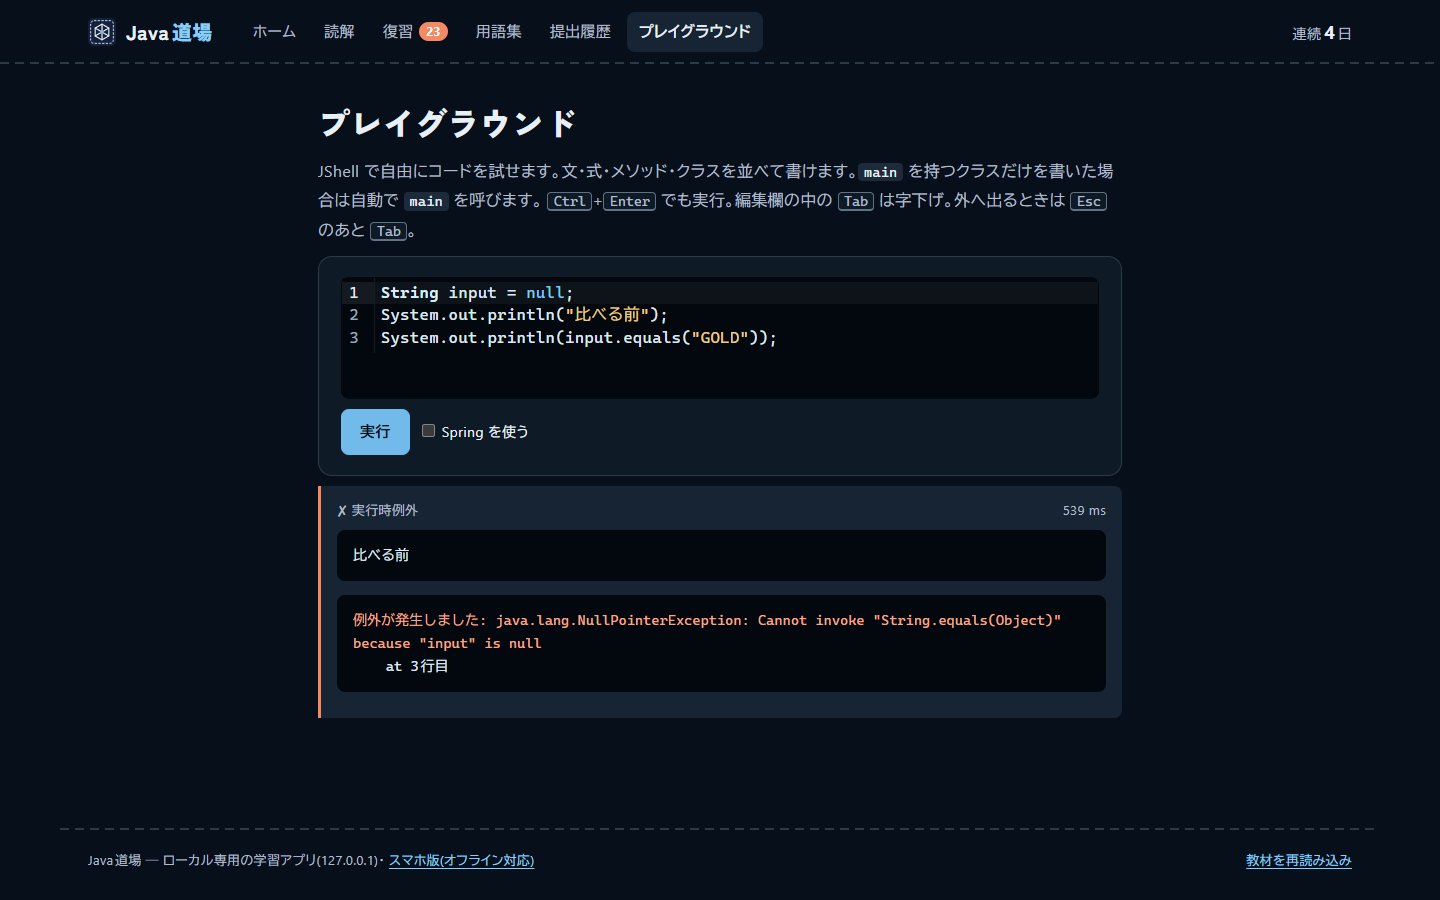 Java道場 ホーム 読解 復習 23 用語集 提出履歴 プレイグラウンド 連続 4 日
プレイグラウンド
JShell で自由にコードを試せます。文・式・メソッド・クラスを並べて書けます。 main を持つクラスだけを書いた場
合は自動で main を呼びます。 Ctrl+Enter でも実行。編集欄の中の Tab は字下げ。外へ出るときは Esc
のあと Tab。
1 String input = null;
2 System.out.println("比べる前");
3 System.out.println(input.equals("GOLD"));
実行 Spring を使う
✗ 実行時例外 539 ms
比べる前
例外が発生しました: java.lang.NullPointerException: Cannot invoke "String.equals(Object)"
because "input" is null
at 3行目
Java道場 — ローカル専用の学習アプリ(127.0.0.1)・ スマホ版(オフライン対応) 教材を再読み込み